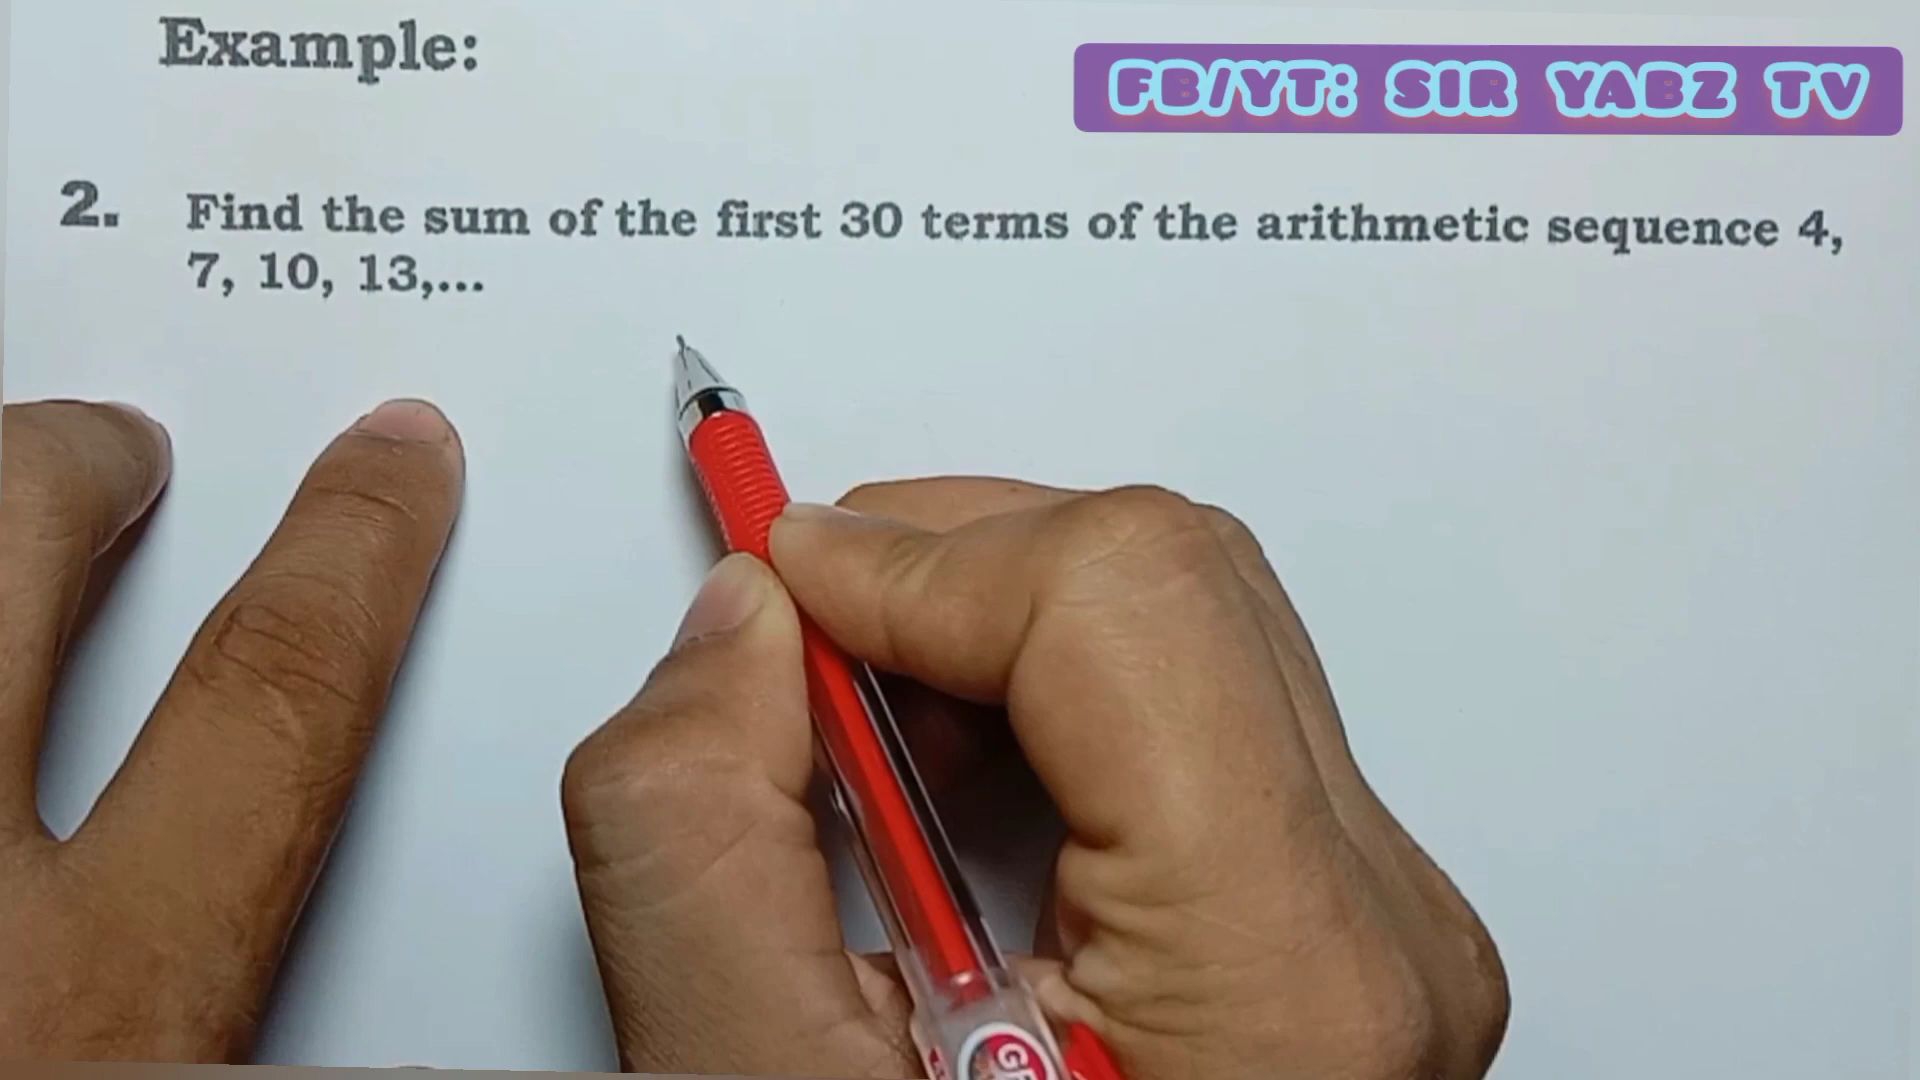 Example:
FB/YT: SIR YABZ TV
2. Find the sum of the first 30 terms of the arithmetic sequence 4,
7, 10, 13,...